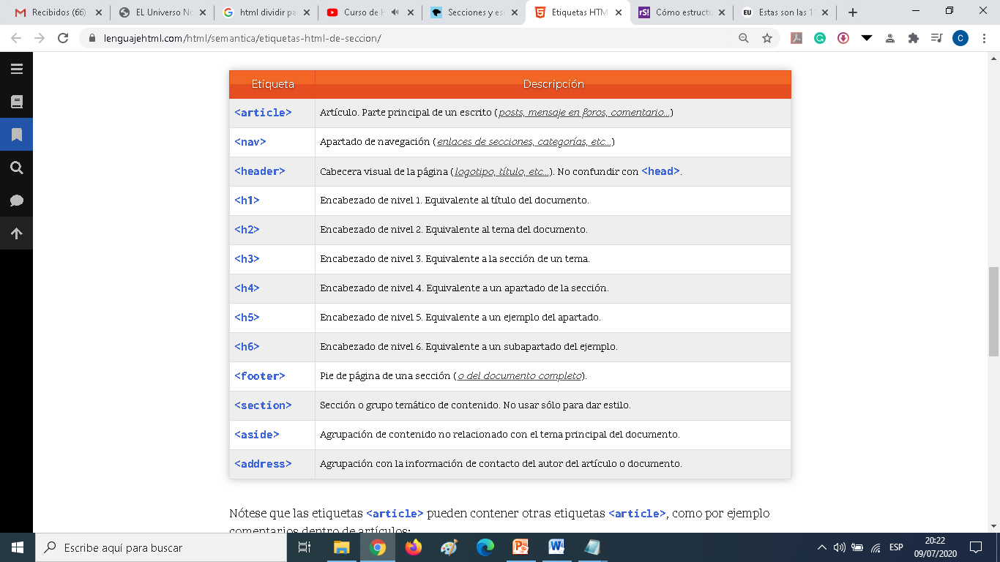 Recibidos (66)
EL Universo No
html dividir pa
Curso de H
Secciones y es
Etiquetas HTM
Cómo estructu
Estas son las 1
lenguajehtml.com/html/semantica/etiquetas-html-de-seccion/
C
Etiqueta Descripción
<article> Artículo. Parte principal de un escrito (posts, mensaje en foros, comentario...)
<nav> Apartado de navegación (enlaces de secciones, categorías, etc...)
<header> Cabecera visual de la página (logotipo, título, etc...). No confundir con <head>.
<h1> Encabezado de nivel 1. Equivalente al título del documento.
<h2> Encabezado de nivel 2. Equivalente al tema del documento.
<h3> Encabezado de nivel 3. Equivalente a la sección de un tema.
<h4> Encabezado de nivel 4. Equivalente a un apartado de la sección.
<h5> Encabezado de nivel 5. Equivalente a un ejemplo del apartado.
<h6> Encabezado de nivel 6. Equivalente a un subapartado del ejemplo.
<footer> Pie de página de una sección (o del documento completo).
<section> Sección o grupo temático de contenido. No usar sólo para dar estilo.
<aside> Agrupación de contenido no relacionado con el tema principal del documento.
<address> Agrupación con la información de contacto del autor del artículo o documento.
Nótese que las etiquetas <article> pueden contener otras etiquetas <article>, como por ejemplo
comentarios dentro de artículos:
Escribe aquí para buscar
ESP
20:22
09/07/2020